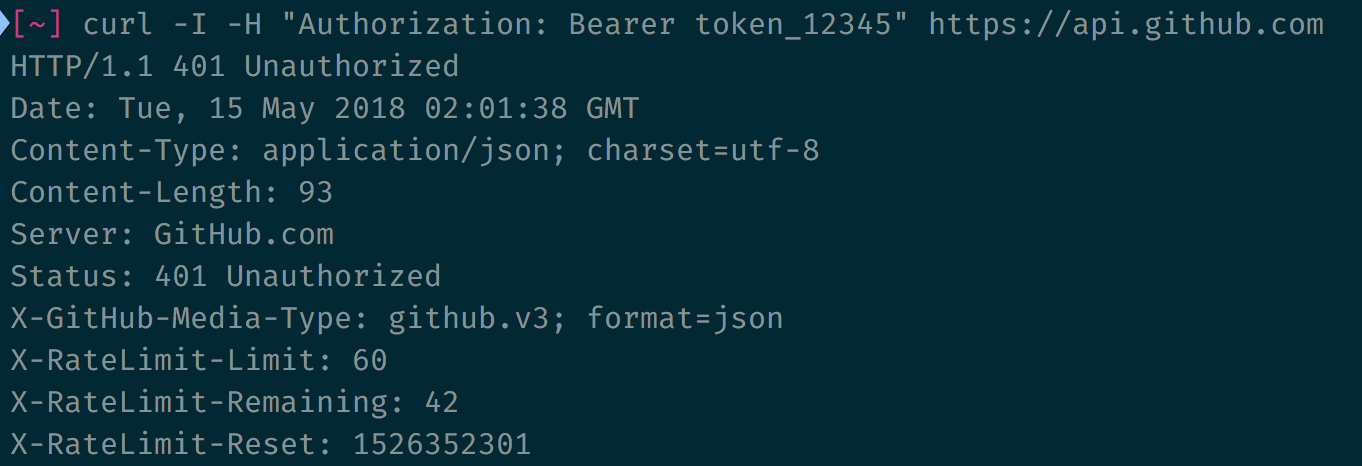 [~] curl -I -H "Authorization: Bearer token_12345" https://api.github.com
HTTP/1.1 401 Unauthorized
Date: Tue, 15 May 2018 02:01:38 GMT
Content-Type: application/json; charset=utf-8
Content-Length: 93
Server: GitHub.com
Status: 401 Unauthorized
X-GitHub-Media-Type: github.v3; format=json
X-RateLimit-Limit: 60
X-RateLimit-Remaining: 42
X-RateLimit-Reset: 1526352301